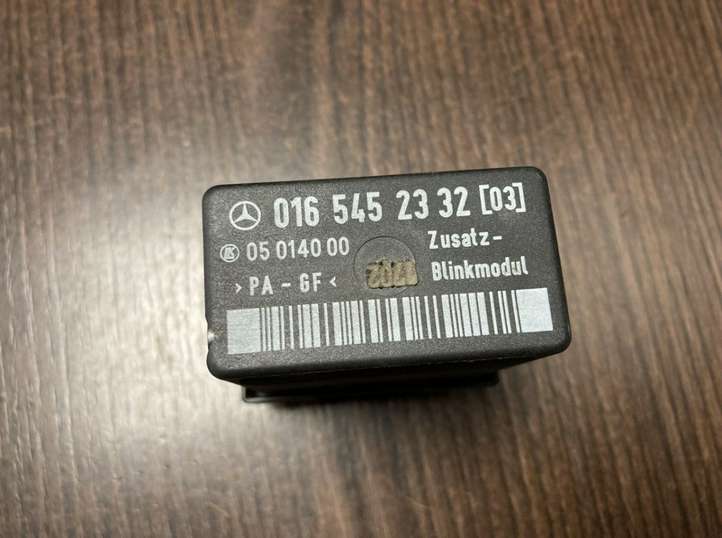 016 545 23 32 [03]
05 0140 00
Zusatz-
Blinkmodul
>PA-GF<